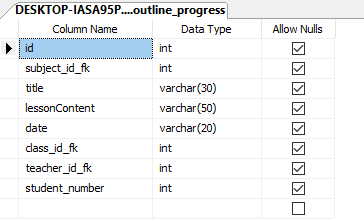 DESKTOP-IASA95P....outline_progress
Column Name Data Type Allow Nulls
id int
subject_id_fk int
title varchar(30)
lessonContent varchar(50)
date varchar(20)
class_id_fk int
teacher_id_fk int
student_number int